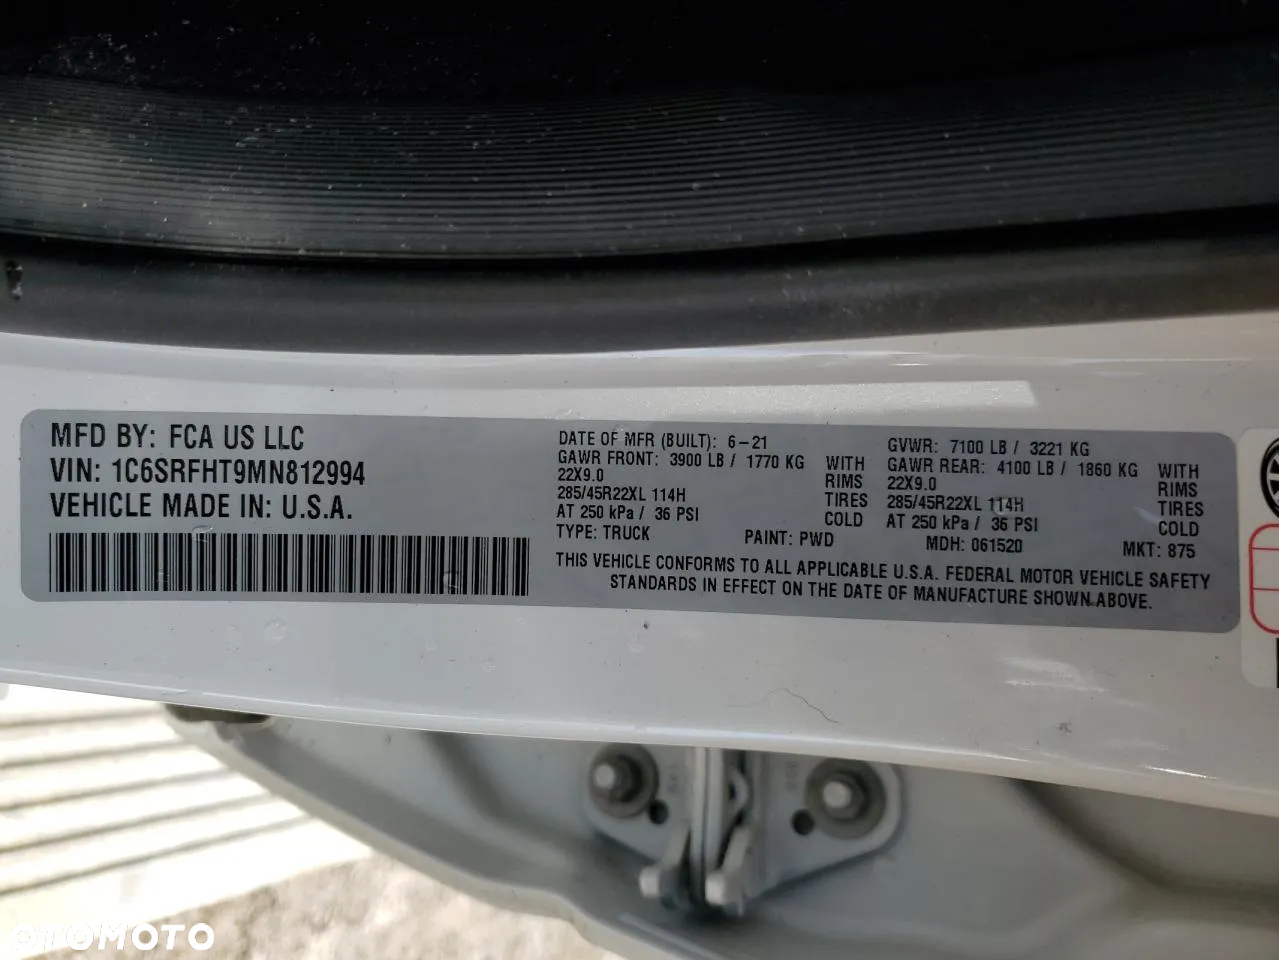 MFD BY: FCA US LLC
VIN: 1C6SRFHT9MN812994
VEHICLE MADE IN: U.S.A.
DATE OF MFR (BUILT): 6-21
GAWR FRONT: 3900 LB / 1770 KG WITH
22X9.0 RIMS
285/45R22XL 114H TIRES
AT 250 kPa / 36 PSI COLD
TYPE: TRUCK PAINT: PWD
GVWR: 7100 LB / 3221 KG
GAWR REAR: 4100 LB / 1860 KG WITH
22X9.0 RIMS
285/45R22XL 114H TIRES
AT 250 kPa / 36 PSI COLD
MDH: 061520 MKT: 875
THIS VEHICLE CONFORMS TO ALL APPLICABLE U.S.A. FEDERAL MOTOR VEHICLE SAFETY
STANDARDS IN EFFECT ON THE DATE OF MANUFACTURE SHOWN ABOVE.
OTOMOTO